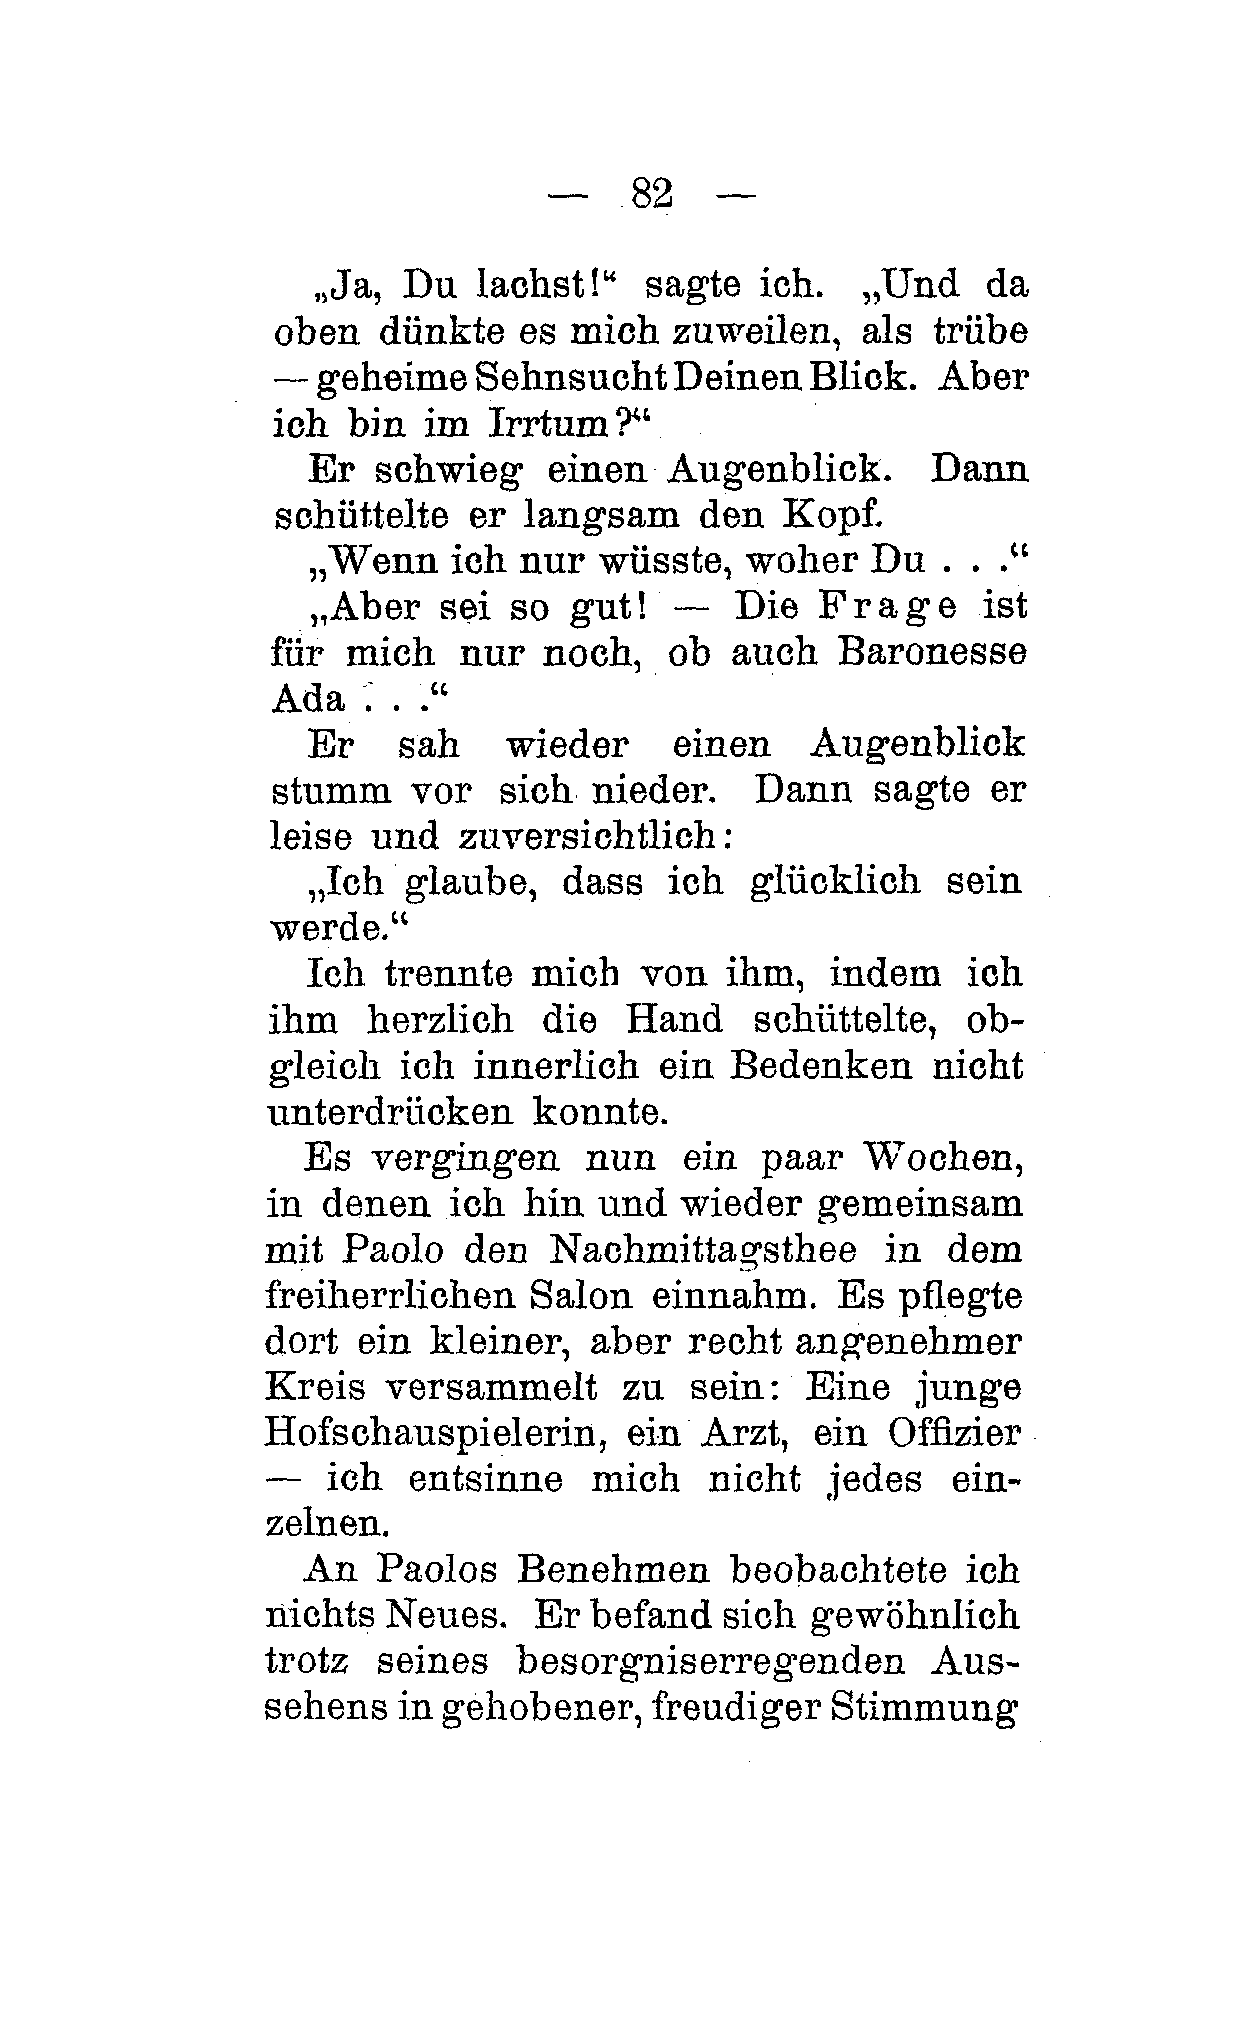 — 82 —
„Ja, Du lachst!“ sagte ich. „Und da
oben dünkte es mich zuweilen, als trübe
— geheime Sehnsucht Deinen Blick. Aber
ich bin im Irrtum?“
Er schwieg einen Augenblick. Dann
schüttelte er langsam den Kopf.
„Wenn ich nur wüsste, woher Du . . .“
„Aber sei so gut! — Die Frage ist
für mich nur noch, ob auch Baronesse
Ada . . .“
Er sah wieder einen Augenblick
stumm vor sich nieder. Dann sagte er
leise und zuversichtlich:
„Ich glaube, dass ich glücklich sein
werde.“
Ich trennte mich von ihm, indem ich
ihm herzlich die Hand schüttelte, ob-
gleich ich innerlich ein Bedenken nicht
unterdrücken konnte.
Es vergingen nun ein paar Wochen,
in denen ich hin und wieder gemeinsam
mit Paolo den Nachmittagsthee in dem
freiherrlichen Salon einnahm. Es pflegte
dort ein kleiner, aber recht angenehmer
Kreis versammelt zu sein: Eine junge
Hofschauspielerin, ein Arzt, ein Offizier
— ich entsinne mich nicht jedes ein-
zelnen.
An Paolos Benehmen beobachtete ich
nichts Neues. Er befand sich gewöhnlich
trotz seines besorgniserregenden Aus-
sehens in gehobener, freudiger Stimmung